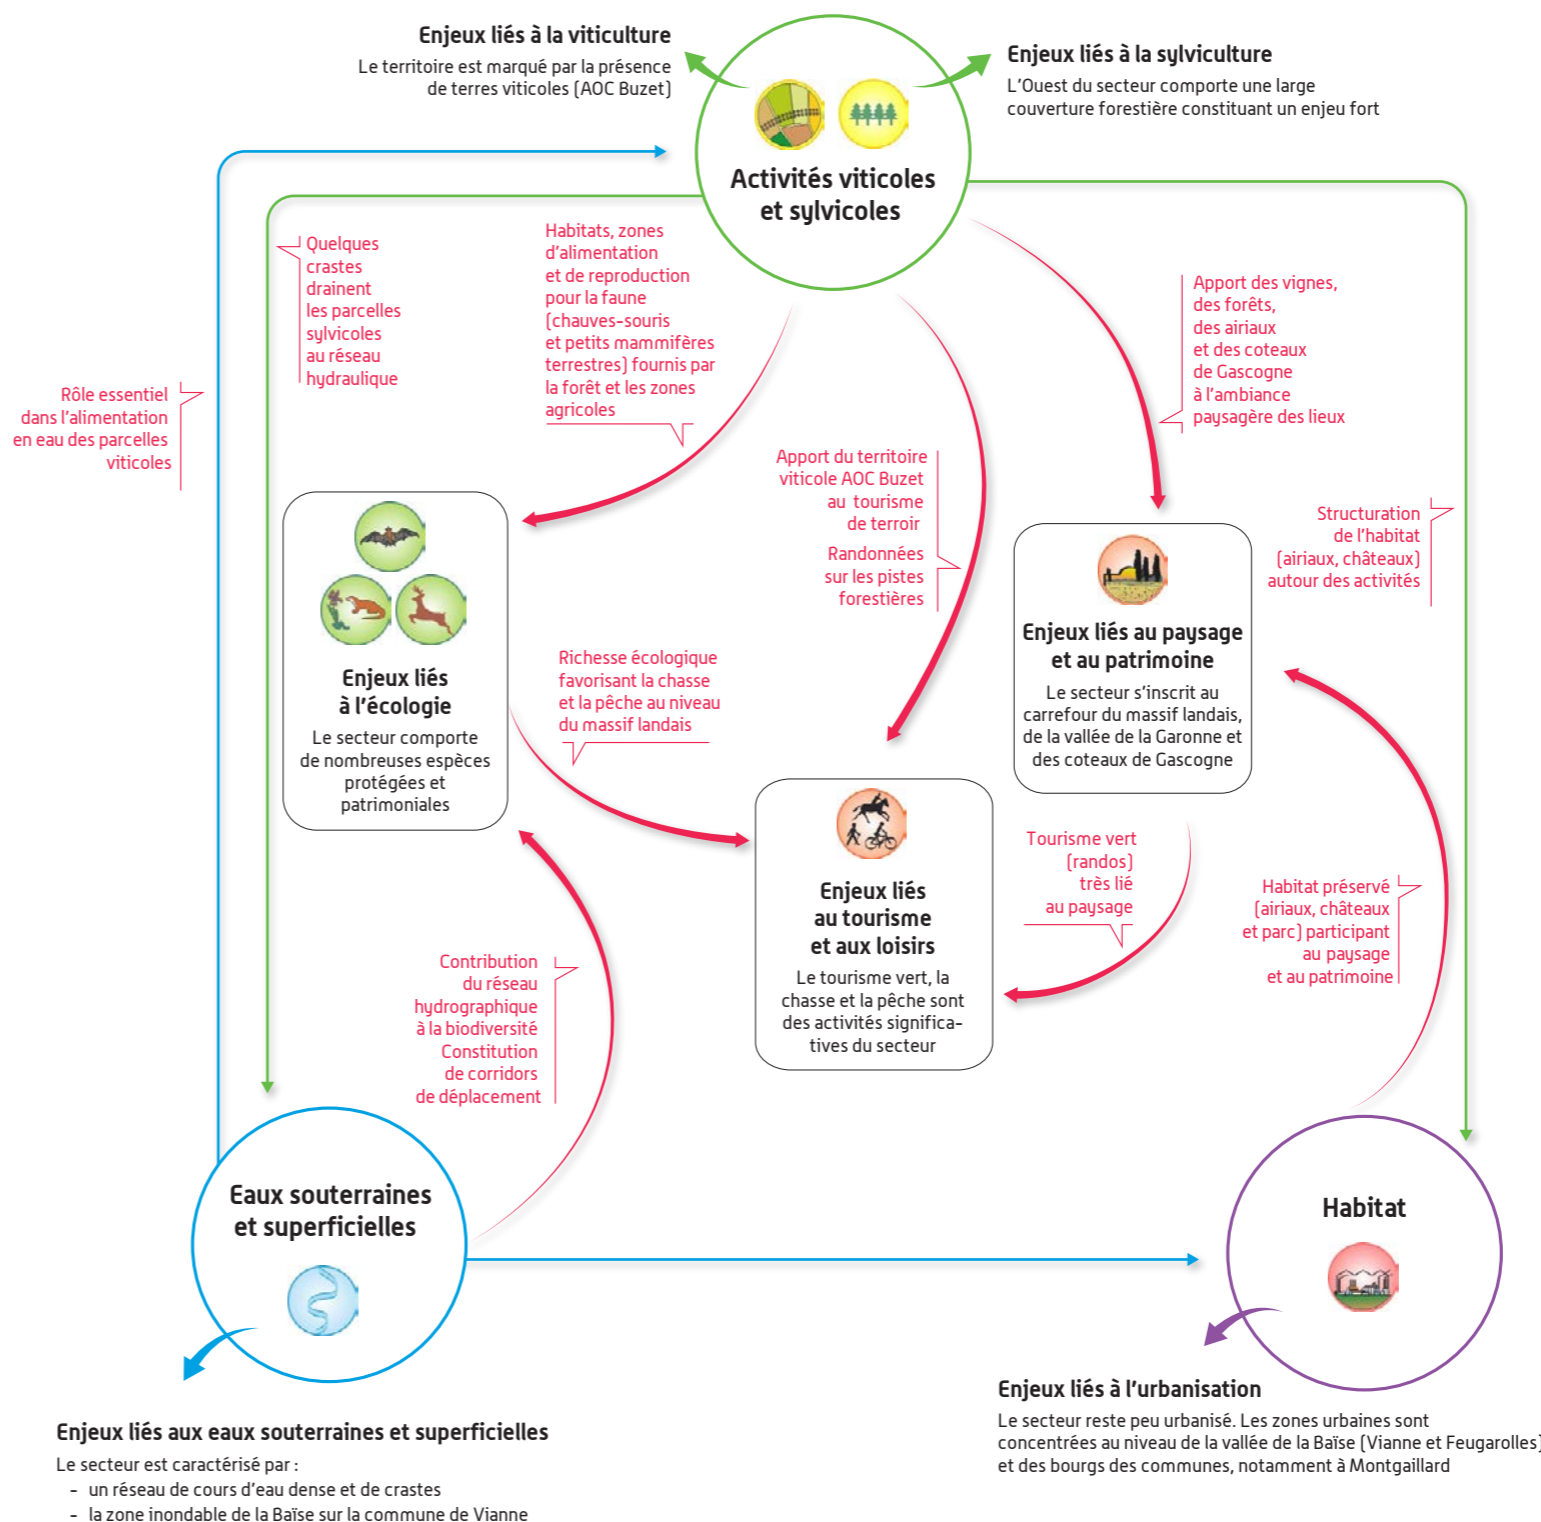 Enjeux liés à la viticulture
Le territoire est marqué par la présence
de terres viticoles (AOC Buzet)
Enjeux liés à la sylviculture
L'Ouest du secteur comporte une large
couverture forestière constituant un enjeu fort
Activités viticoles
et sylvicoles
Quelques
crastes
drainent
les parcelles
sylvicoles
au réseau
hydraulique
Habitats, zones
d'alimentation
et de reproduction
pour la faune
(chauves-souris
et petits mammifères
terrestres) fournis par
la forêt et les zones
agricoles
Apport des vignes,
des forêts,
des airiaux
et des coteaux
de Gascogne
à l'ambiance
paysagère des lieux
Rôle essentiel
dans l'alimentation
en eau des parcelles
viticoles
Apport du territoire
viticole AOC Buzet
au tourisme
de terroir
Randonnées
sur les pistes
forestières
Structuration
de l'habitat
(airiaux, châteaux)
autour des activités
Enjeux liés
à l'écologie
Le secteur comporte
de nombreuses espèces
protégées et
patrimoniales
Richesse écologique
favorisant la chasse
et la pêche au niveau
du massif landais
Enjeux liés au paysage
et au patrimoine
Le secteur s'inscrit au
carrefour du massif landais,
de la vallée de la Garonne et
des coteaux de Gascogne
Enjeux liés
au tourisme
et aux loisirs
Le tourisme vert, la
chasse et la pêche sont
des activités significa-
tives du secteur
Tourisme vert
(randos)
très lié
au paysage
Habitat préservé
(airiaux, châteaux
et parc) participant
au paysage
et au patrimoine
Contribution
du réseau
hydrographique
à la biodiversité
Constitution
de corridors
de déplacement
Eaux souterraines
et superficielles
Habitat
Enjeux liés à l'urbanisation
Le secteur reste peu urbanisé. Les zones urbaines sont
concentrées au niveau de la vallée de la Baïse (Vianne et Feugarolles)
et des bourgs des communes, notamment à Montgaillard
Enjeux liés aux eaux souterraines et superficielles
Le secteur est caractérisé par :
- un réseau de cours d'eau dense et de crastes
- la zone inondable de la Baïse sur la commune de Vianne